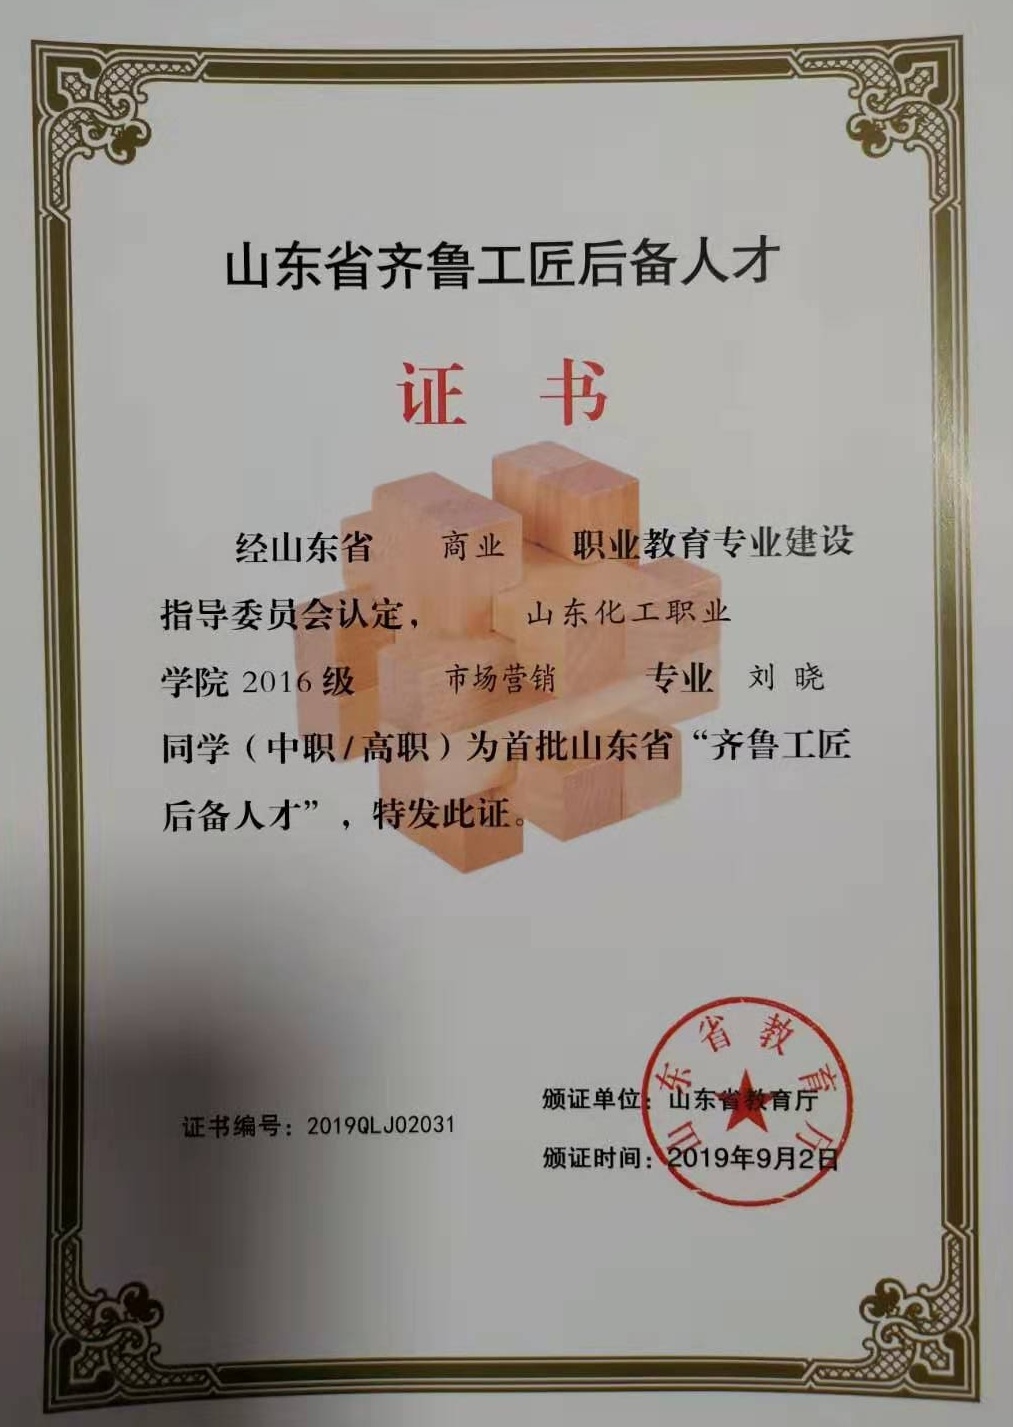 山东省齐鲁工匠后备人才
证 书
经山东省 商业 职业教育专业建设
指导委员会认定， 山东化工职业
学院 2016 级 市场营销 专业 刘 晓
同学（中职/高职）为首批山东省“齐鲁工匠
后备人才”，特发此证。
山东省教育厅
颁证单位：山东省教育厅
证书编号：2019QLJ02031
颁证时间：2019年9月2日